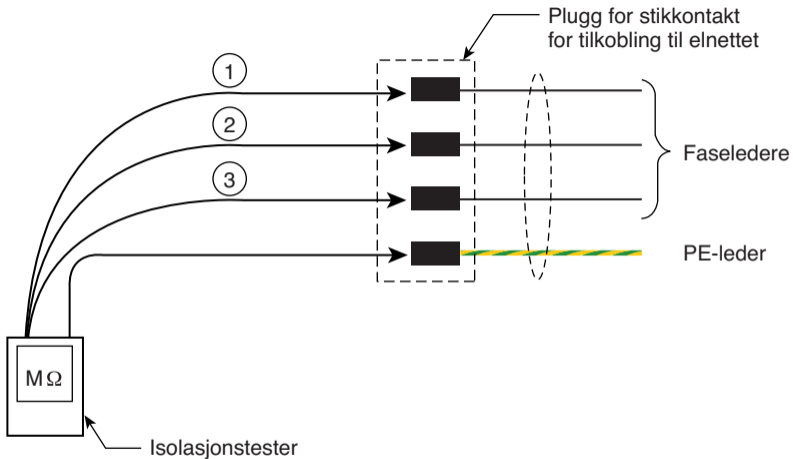 Plugg for stikkontakt
for tilkobling til elnettet
1
2
3
Faseledere
PE-leder
MΩ
Isolasjonstester